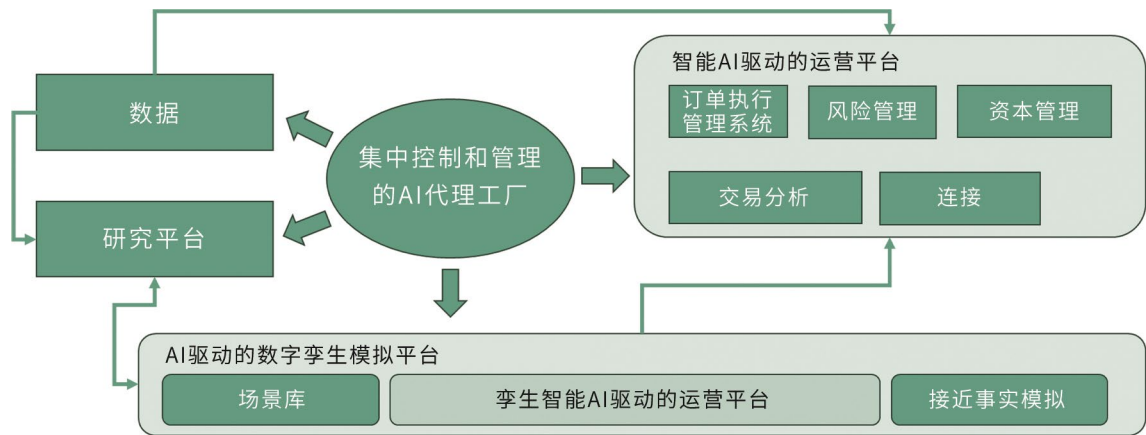 智能AI驱动的运营平台
数据
订单执行
管理系统
风险管理
资本管理
集中控制和管理
的AI代理工厂
交易分析
连接
研究平台
AI驱动的数字孪生模拟平台
场景库
孪生智能AI驱动的运营平台
接近事实模拟